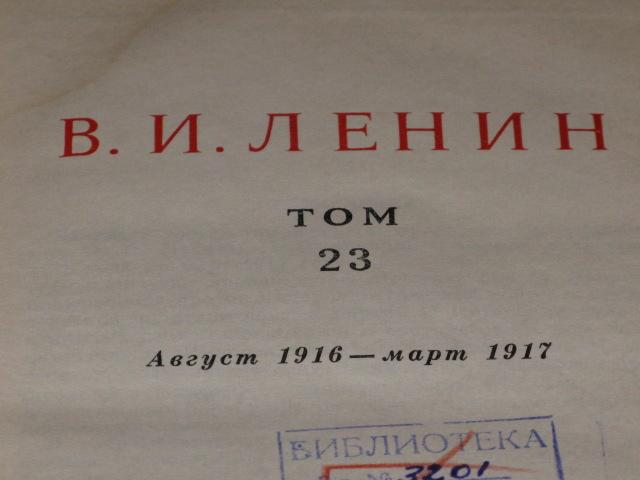 В. И. ЛЕНИН
ТОМ
23
Август 1916 — март 1917
БИБЛИОТЕКА
3201